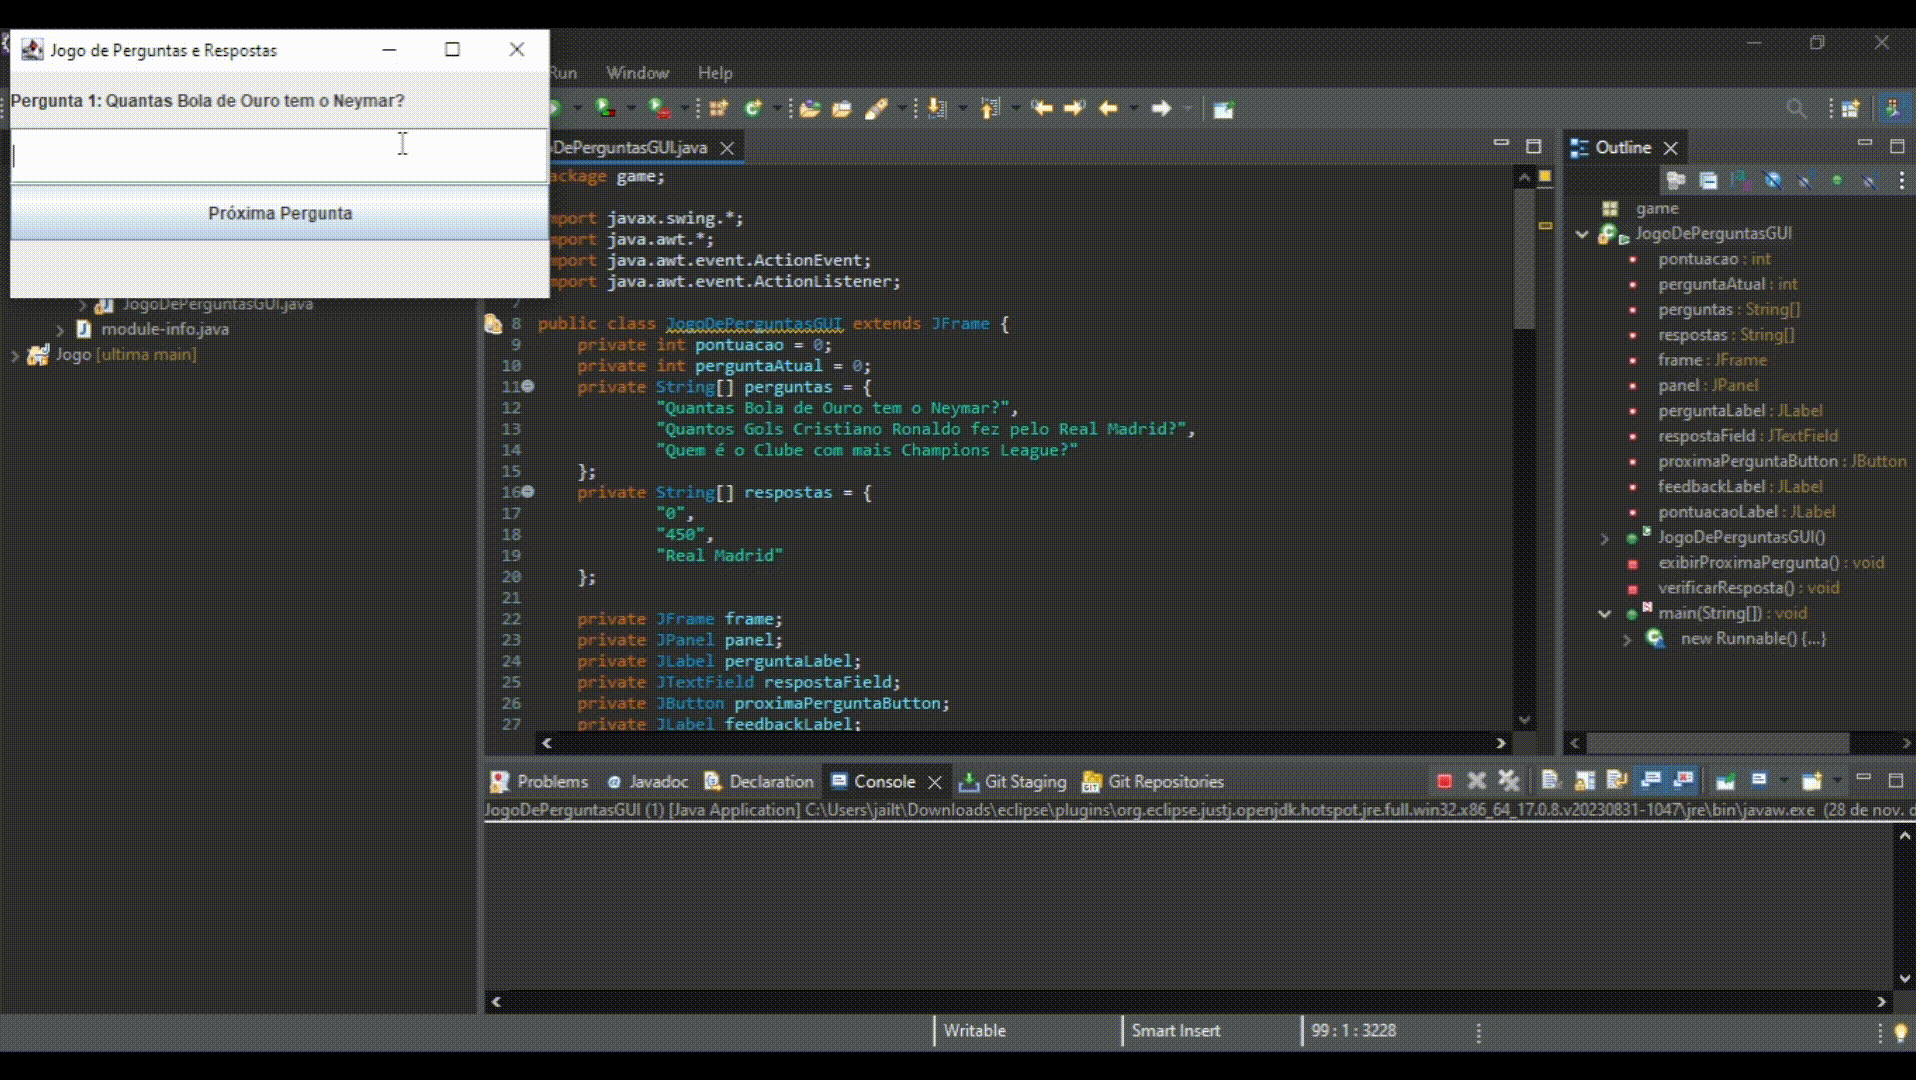 Jogo de Perguntas e Respostas
Pergunta 1: Quantas Bola de Ouro tem o Neymar?
Próxima Pergunta
Run Window Help
JogoDePerguntasGUI.java
module-info.java
Jogo [ultima main]
DePerguntasGUI.java
ackage game;
mport javax.swing.*;
mport java.awt.*;
mport java.awt.event.ActionEvent;
mport java.awt.event.ActionListener;
7
8 public class JogoDePerguntasGUI extends JFrame {
9 private int pontuacao = 0;
10 private int perguntaAtual = 0;
11 private String[] perguntas = {
12 "Quantas Bola de Ouro tem o Neymar?",
13 "Quantos Gols Cristiano Ronaldo fez pelo Real Madrid?",
14 "Quem é o Clube com mais Champions League?"
15 };
16 private String[] respostas = {
17 "0",
18 "450",
19 "Real Madrid"
20 };
21
22 private JFrame frame;
23 private JPanel panel;
24 private JLabel perguntaLabel;
25 private JTextField respostaField;
26 private JButton proximaPerguntaButton;
27 private JLabel feedbackLabel;
Outline
game
JogoDePerguntasGUI
pontuacao : int
perguntaAtual : int
perguntas : String[]
respostas : String[]
frame : JFrame
panel : JPanel
perguntaLabel : JLabel
respostaField : JTextField
proximaPerguntaButton : JButton
feedbackLabel : JLabel
pontuacaoLabel : JLabel
JogoDePerguntasGUI()
exibirProximaPergunta() : void
verificarResposta() : void
main(String[]) : void
new Runnable() {...}
Problems Javadoc Declaration Console Git Staging Git Repositories
JogoDePerguntasGUI (1) [Java Application] C:\Users\jailt\Downloads\eclipse\plugins\org.eclipse.justj.openjdk.hotspot.jre.full.win32.x86_64_17.0.8.v20230831-1047\jre\bin\javaw.exe (28 de nov. d
Writable Smart Insert 99 : 1 : 3228